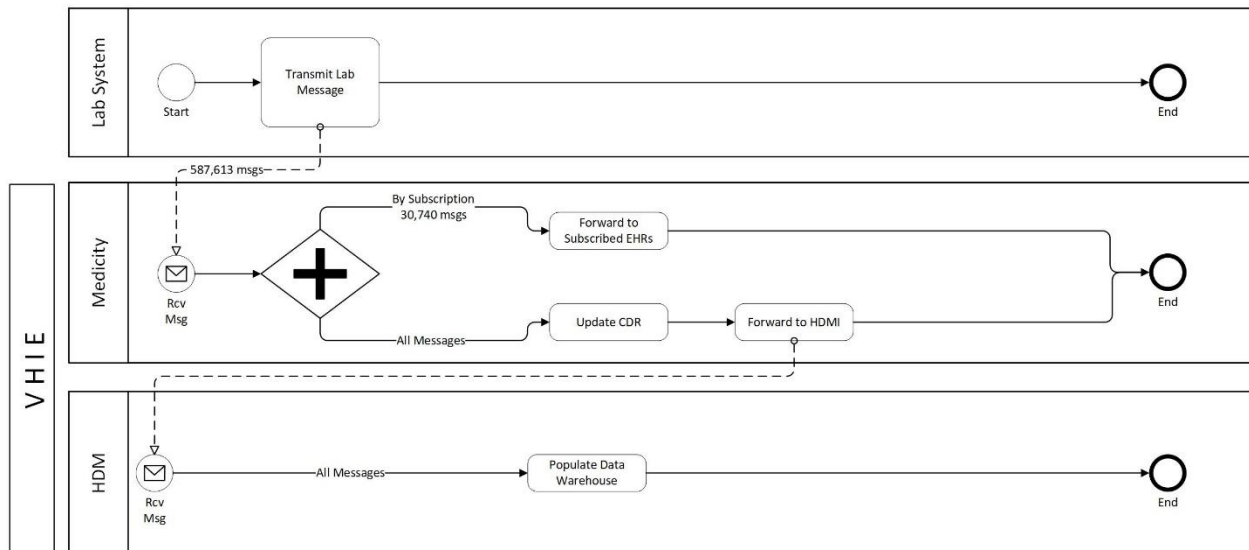 Lab System
Start
Transmit Lab
Message
End
587,613 msgs
V H I E
Medicity
Rcv
Msg
By Subscription
30,740 msgs
Forward to
Subscribed EHRs
All Messages
Update CDR
Forward to HDMI
End
HDM
Rcv
Msg
All Messages
Populate Data
Warehouse
End